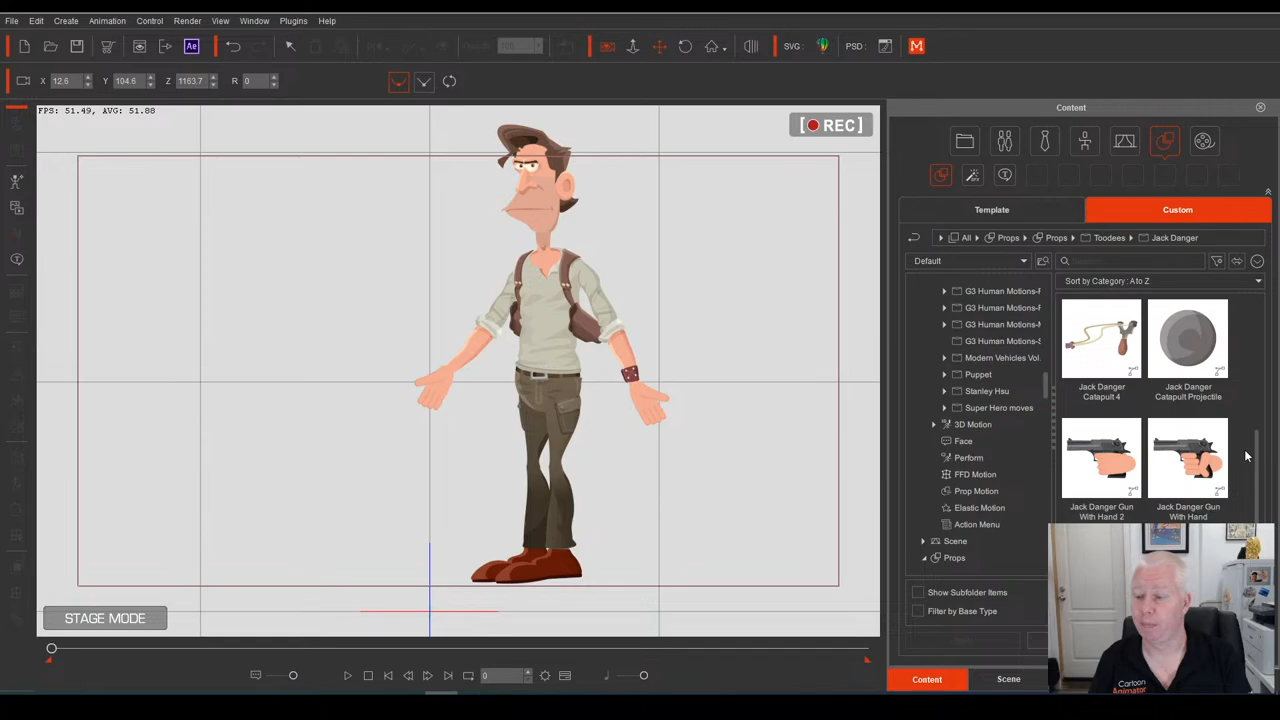 File Edit Create Animation Control Render View Window Plugins Help
Ae 100 SVG : PSD : M
X 12.6 Y 104.6 Z 1163.7 R 0
FPS: 51.49, AVG: 51.88
[ REC]
STAGE MODE
0
Content
Template Custom
All Props Props Toodees Jack Danger
Default Search
Sort by Category : A to Z
G3 Human Motions-F
G3 Human Motions-F
G3 Human Motions-M
G3 Human Motions-S
Modern Vehicles Vol.
Puppet
Stanley Hsu
Super Hero moves
3D Motion
Face
Perform
FFD Motion
Prop Motion
Elastic Motion
Action Menu
Scene
Props
Jack Danger
Catapult 4
Jack Danger
Catapult Projectile
Jack Danger Gun
With Hand 2
Jack Danger Gun
With Hand
Show Subfolder Items
Filter by Base Type
Apply
Content Scene
Cartoon
Animator